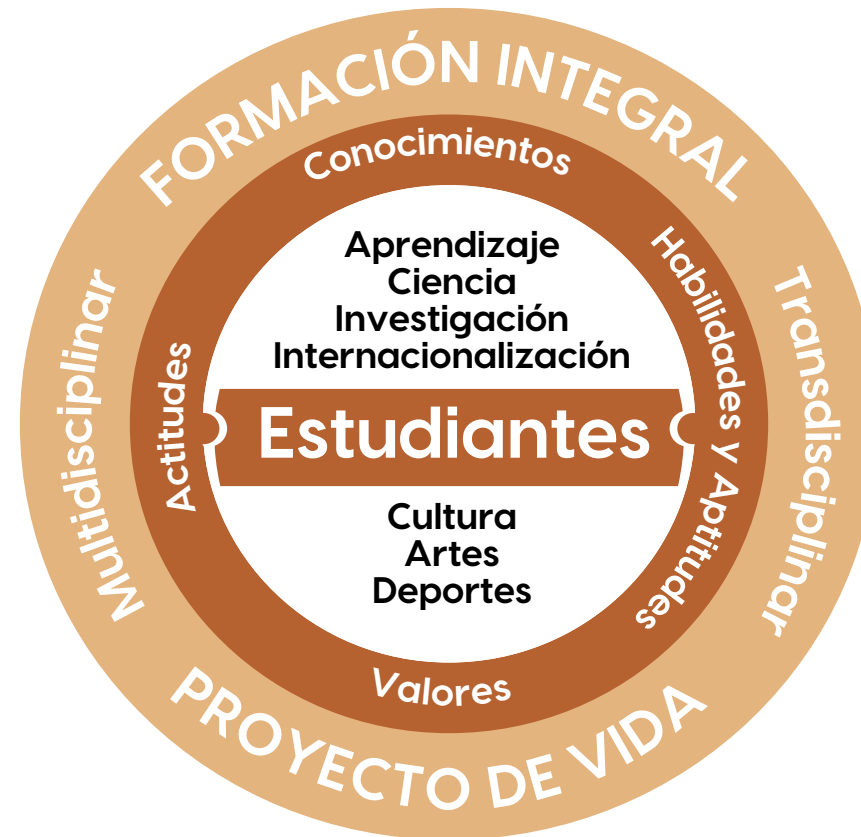 FORMACIÓN INTEGRAL
Conocimientos
Multidisciplinar
Actitudes
Aprendizaje
Ciencia
Investigación
Internacionalización
Estudiantes
Cultura
Artes
Deportes
Habilidades y Aptitudes
Transdisciplinar
Valores
PROYECTO DE VIDA